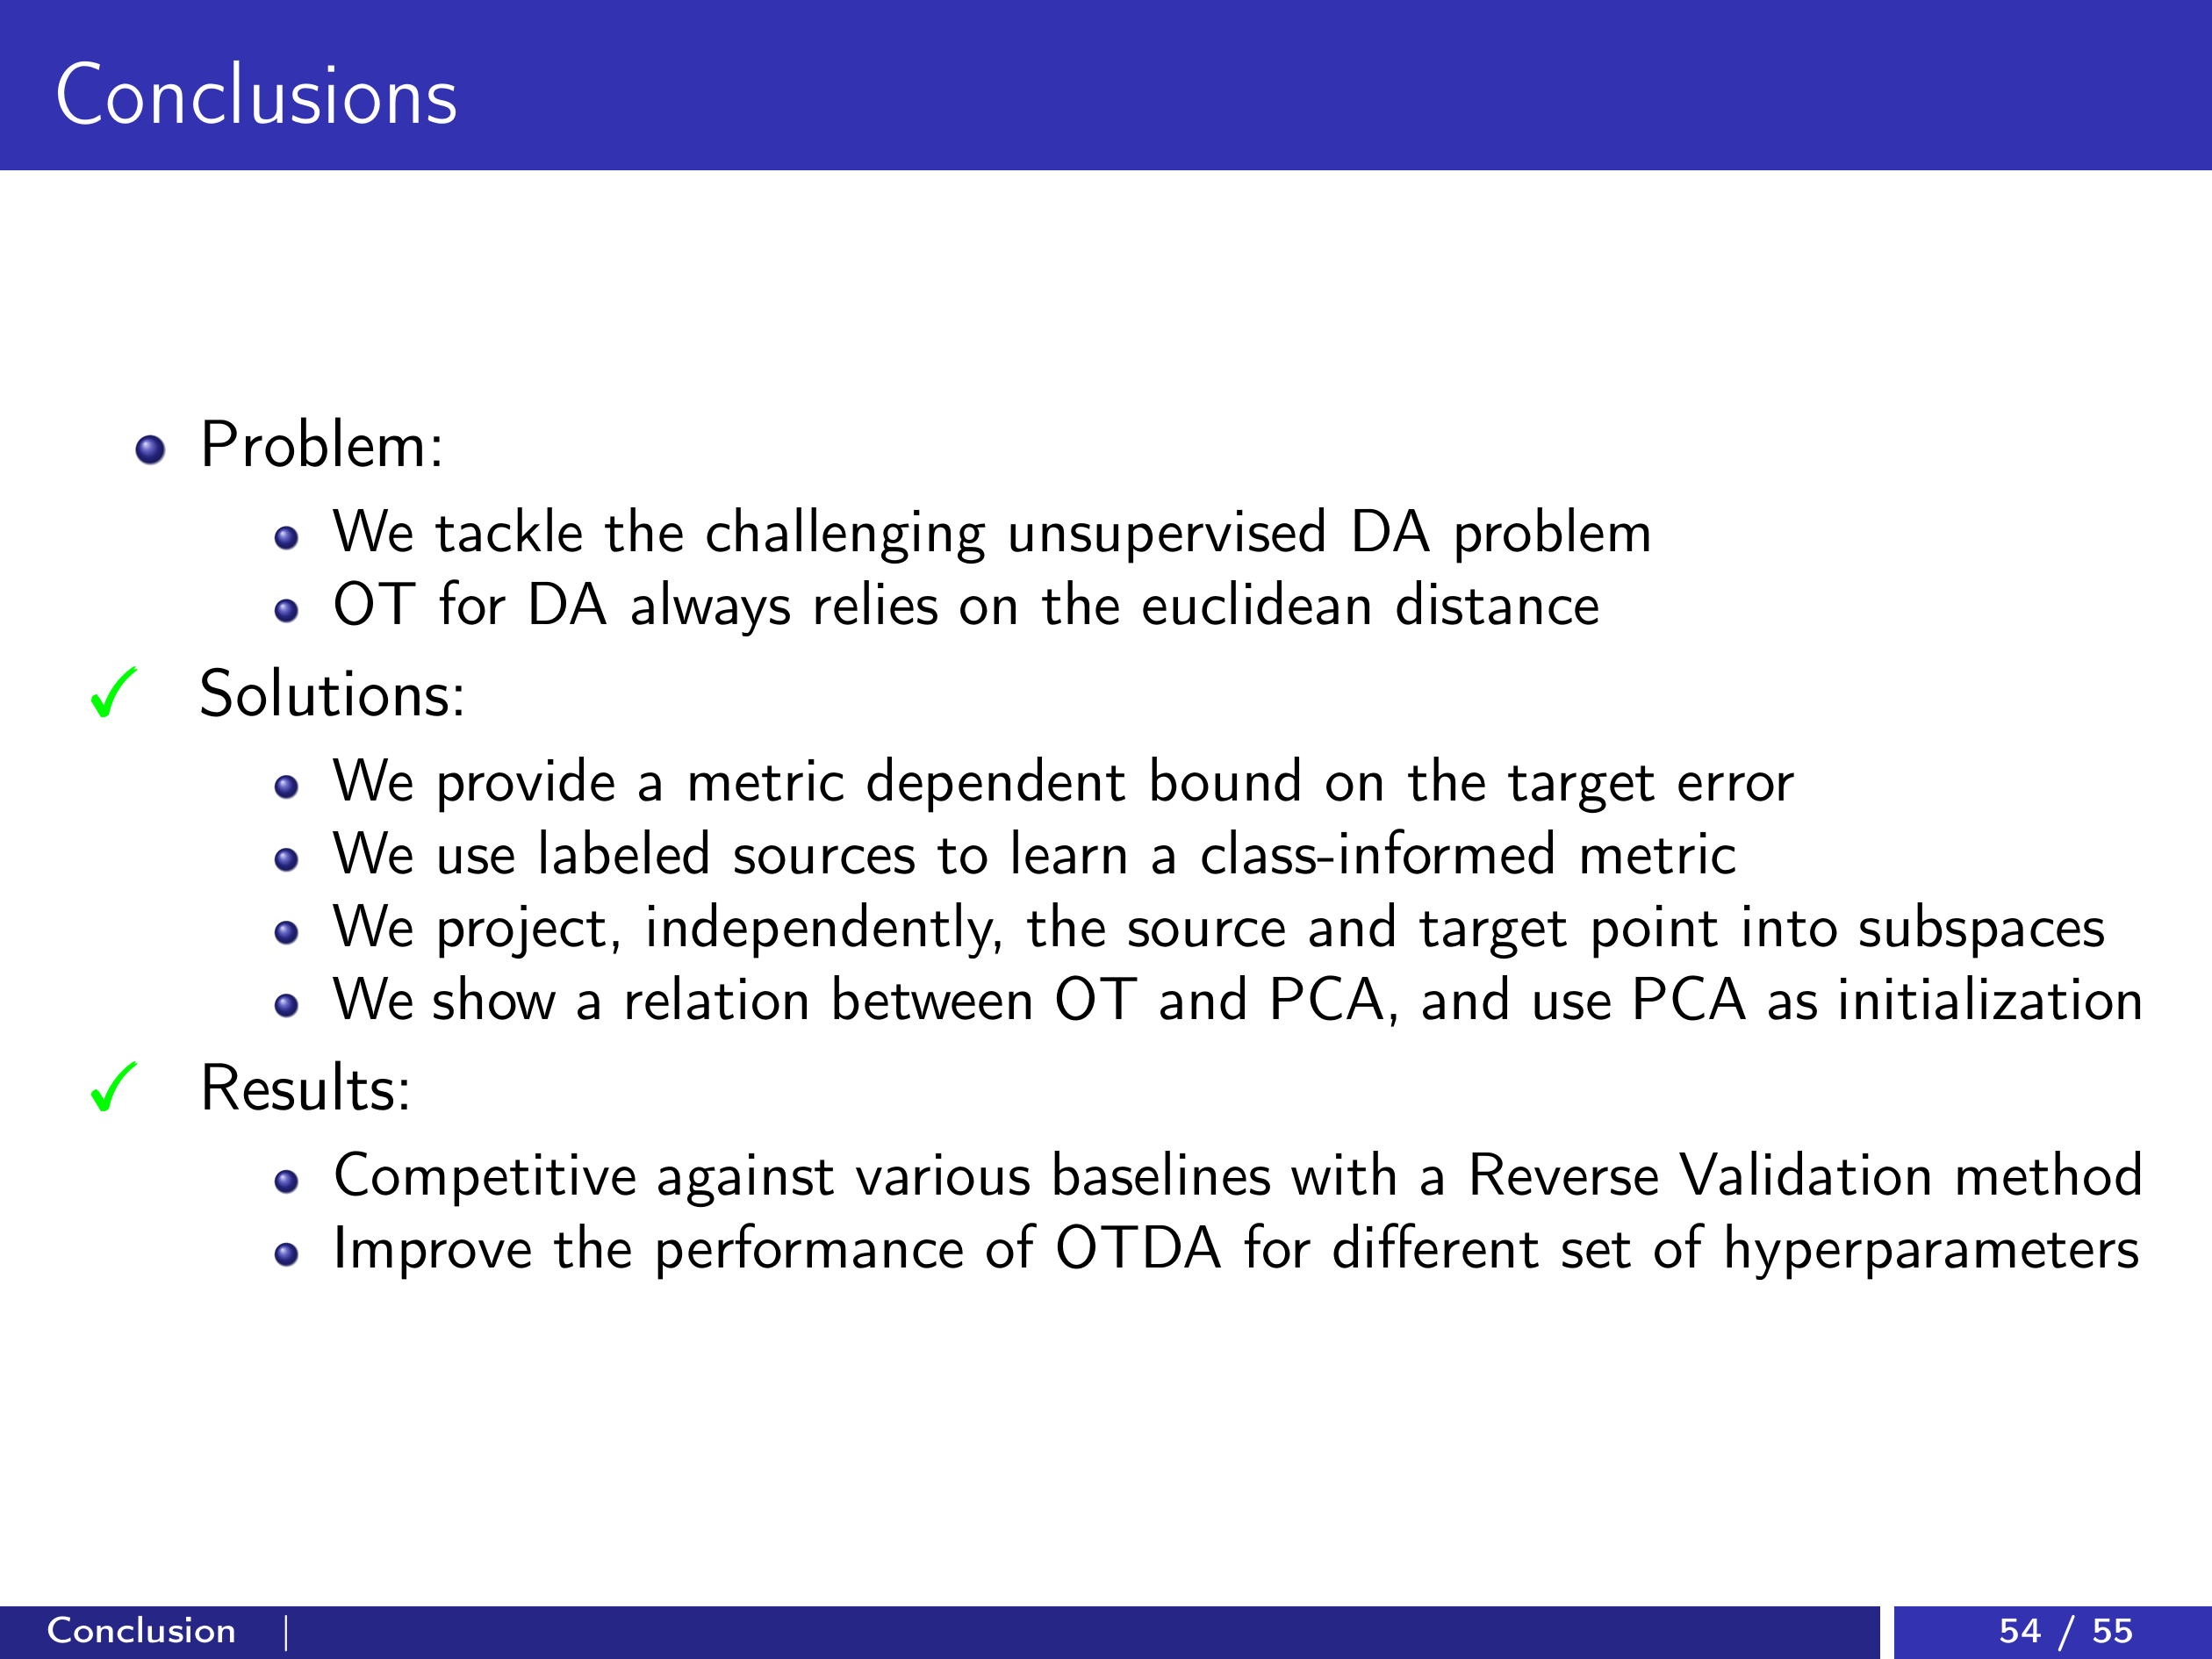 Conclusions
Problem:
We tackle the challenging unsupervised DA problem
OT for DA always relies on the euclidean distance
✓ Solutions:
We provide a metric dependent bound on the target error
We use labeled sources to learn a class-informed metric
We project, independently, the source and target point into subspaces
We show a relation between OT and PCA, and use PCA as initialization
✓ Results:
Competitive against various baselines with a Reverse Validation method
Improve the performance of OTDA for different set of hyperparameters
Conclusion |
54 / 55